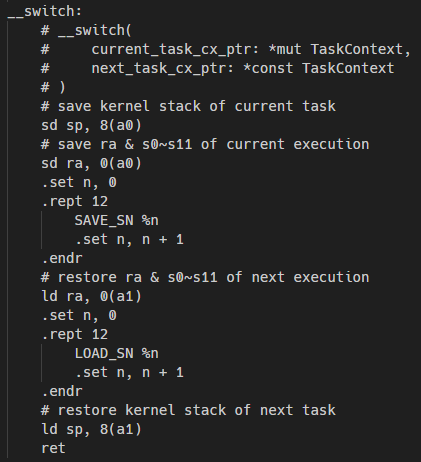 __switch:
    # __switch(
    #     current_task_cx_ptr: *mut TaskContext,
    #     next_task_cx_ptr: *const TaskContext
    # )
    # save kernel stack of current task
    sd sp, 8(a0)
    # save ra & s0~s11 of current execution
    sd ra, 0(a0)
    .set n, 0
    .rept 12
        SAVE_SN %n
        .set n, n + 1
    .endr
    # restore ra & s0~s11 of next execution
    ld ra, 0(a1)
    .set n, 0
    .rept 12
        LOAD_SN %n
        .set n, n + 1
    .endr
    # restore kernel stack of next task
    ld sp, 8(a1)
    ret